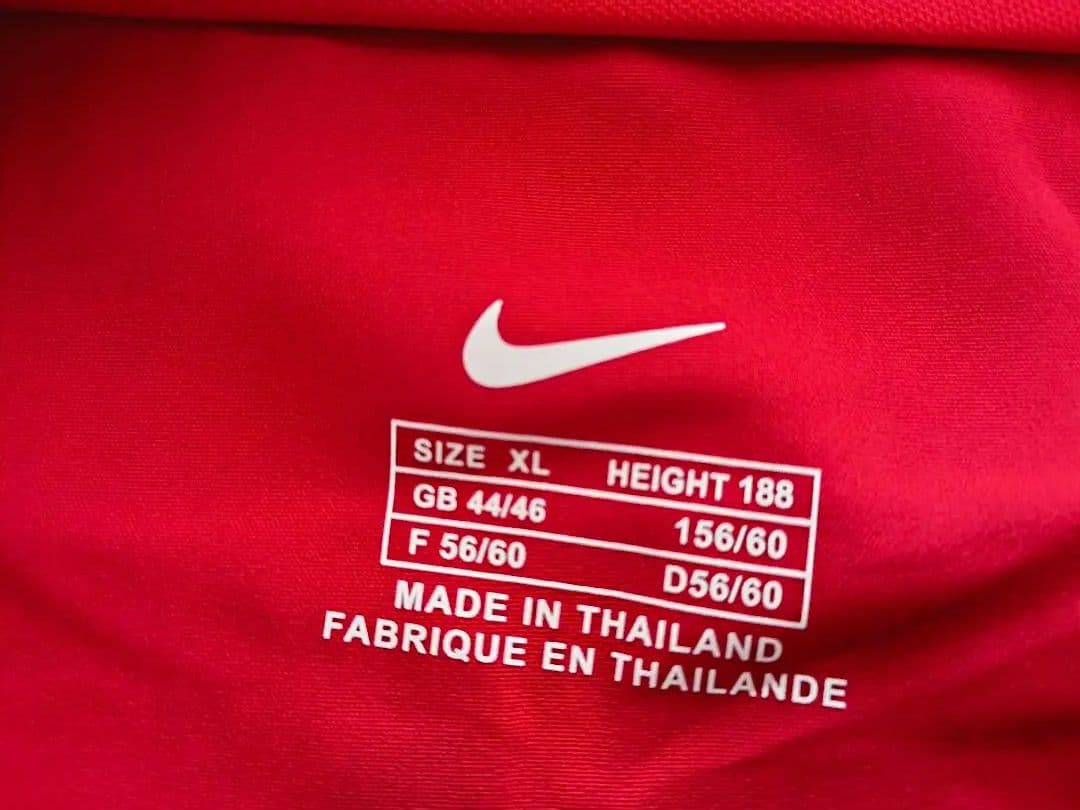 SIZE XL HEIGHT 188
GB 44/46 156/60
F 56/60 D56/60
MADE IN THAILAND
FABRIQUE EN THAILANDE